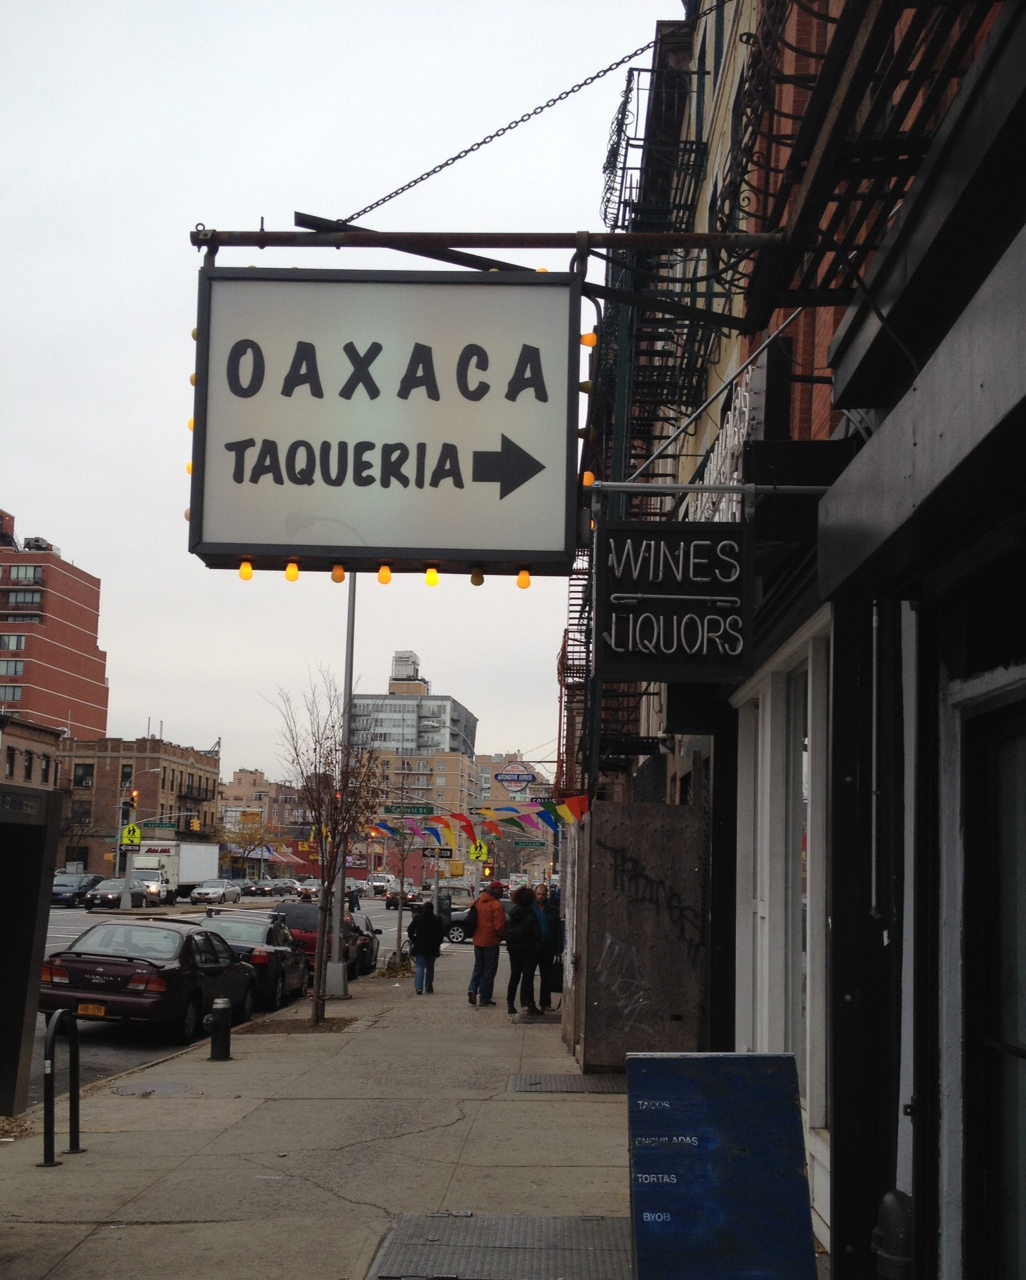 OAXACA
TAQUERIA
WINES
LIQUORS
TACOS
ENCHILADAS
TORTAS
BYOB